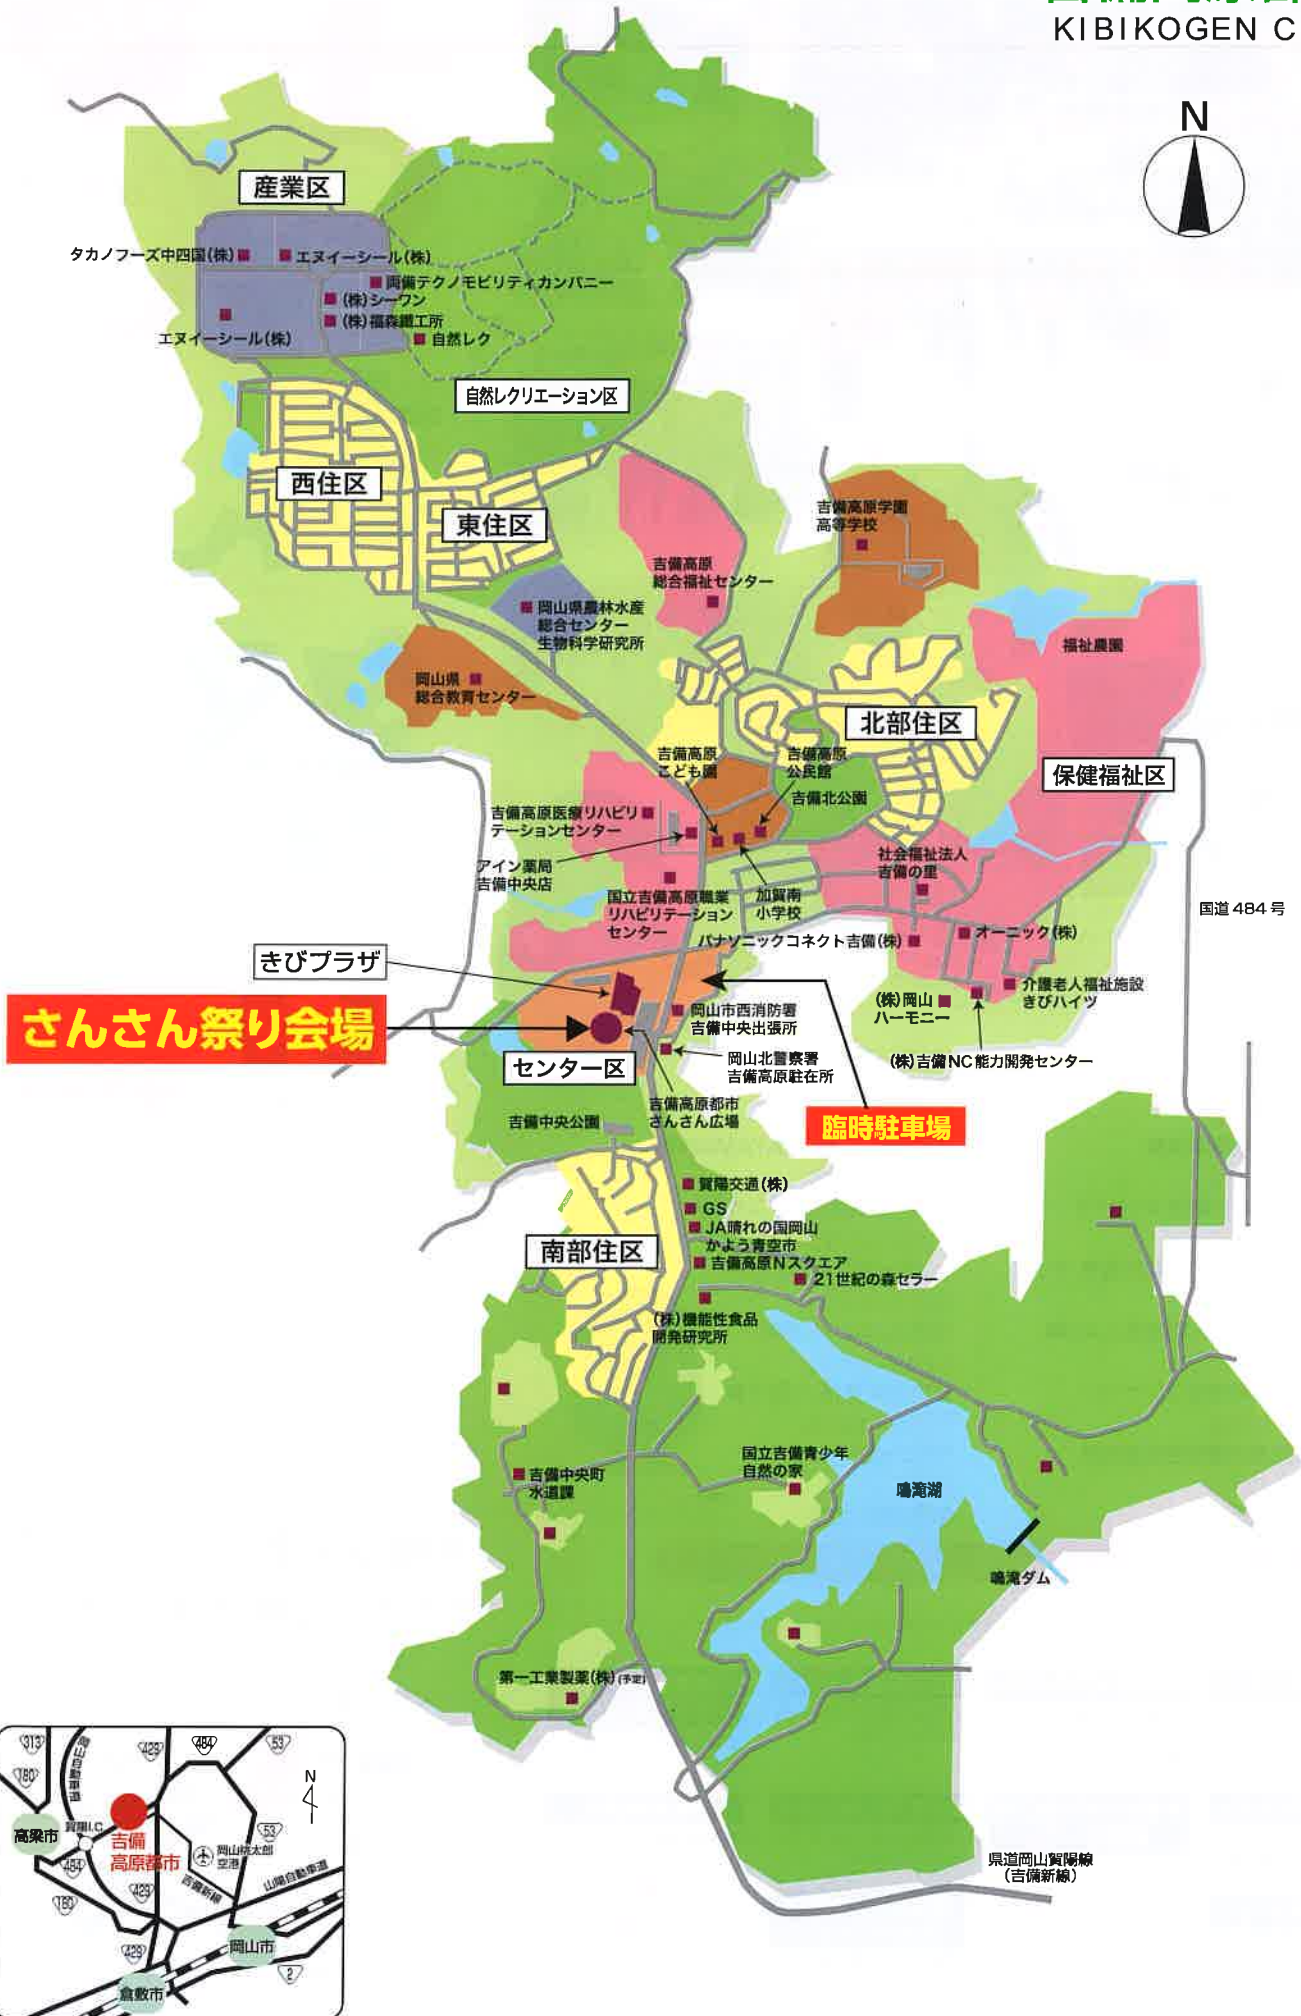 KIBIKOGEN C
N
産業区
タカノフーズ中四国(株)
エヌイーシール(株)
両備テクノモビリティカンパニー
(株)シーワン
(株)福森鐵工所
エヌイーシール(株)
自然レク
自然レクリエーション区
西住区
東住区
吉備高原学園
高等学校
吉備高原
総合福祉センター
岡山県農林水産
総合センター
生物科学研究所
福祉農園
岡山県
総合教育センター
北部住区
吉備高原
こども園
吉備高原
公民館
保健福祉区
吉備北公園
吉備高原医療リハビリ
テーションセンター
アイン薬局
吉備中央店
社会福祉法人
吉備の里
国立吉備高原職業
リハビリテーション
センター
加賀南
小学校
国道484号
パナソニックコネクト吉備(株)
オーニック(株)
きびプラザ
介護老人福祉施設
きびハイツ
(株)岡山
ハーモニー
さんさん祭り会場
岡山市西消防署
吉備中央出張所
(株)吉備NC能力開発センター
センター区
岡山北警察署
吉備高原駐在所
吉備高原都市
さんさん広場
吉備中央公園
臨時駐車場
賀陽交通(株)
GS
JA晴れの国岡山
かよう青空市
南部住区
吉備高原Nスクエア
21世紀の森セラー
(株)機能性食品
開発研究所
国立吉備青少年
自然の家
吉備中央町
水道課
鳴滝湖
鳴滝ダム
第一工業製薬(株)(予定)
県道岡山賀陽線
(吉備新線)
313
岡山自動車道
429
484
53
180
N
高梁市
賀陽I.C
吉備
高原都市
53
岡山桃太郎
空港
484
吉備新線
山陽自動車道
180
429
429
岡山市
2
倉敷市